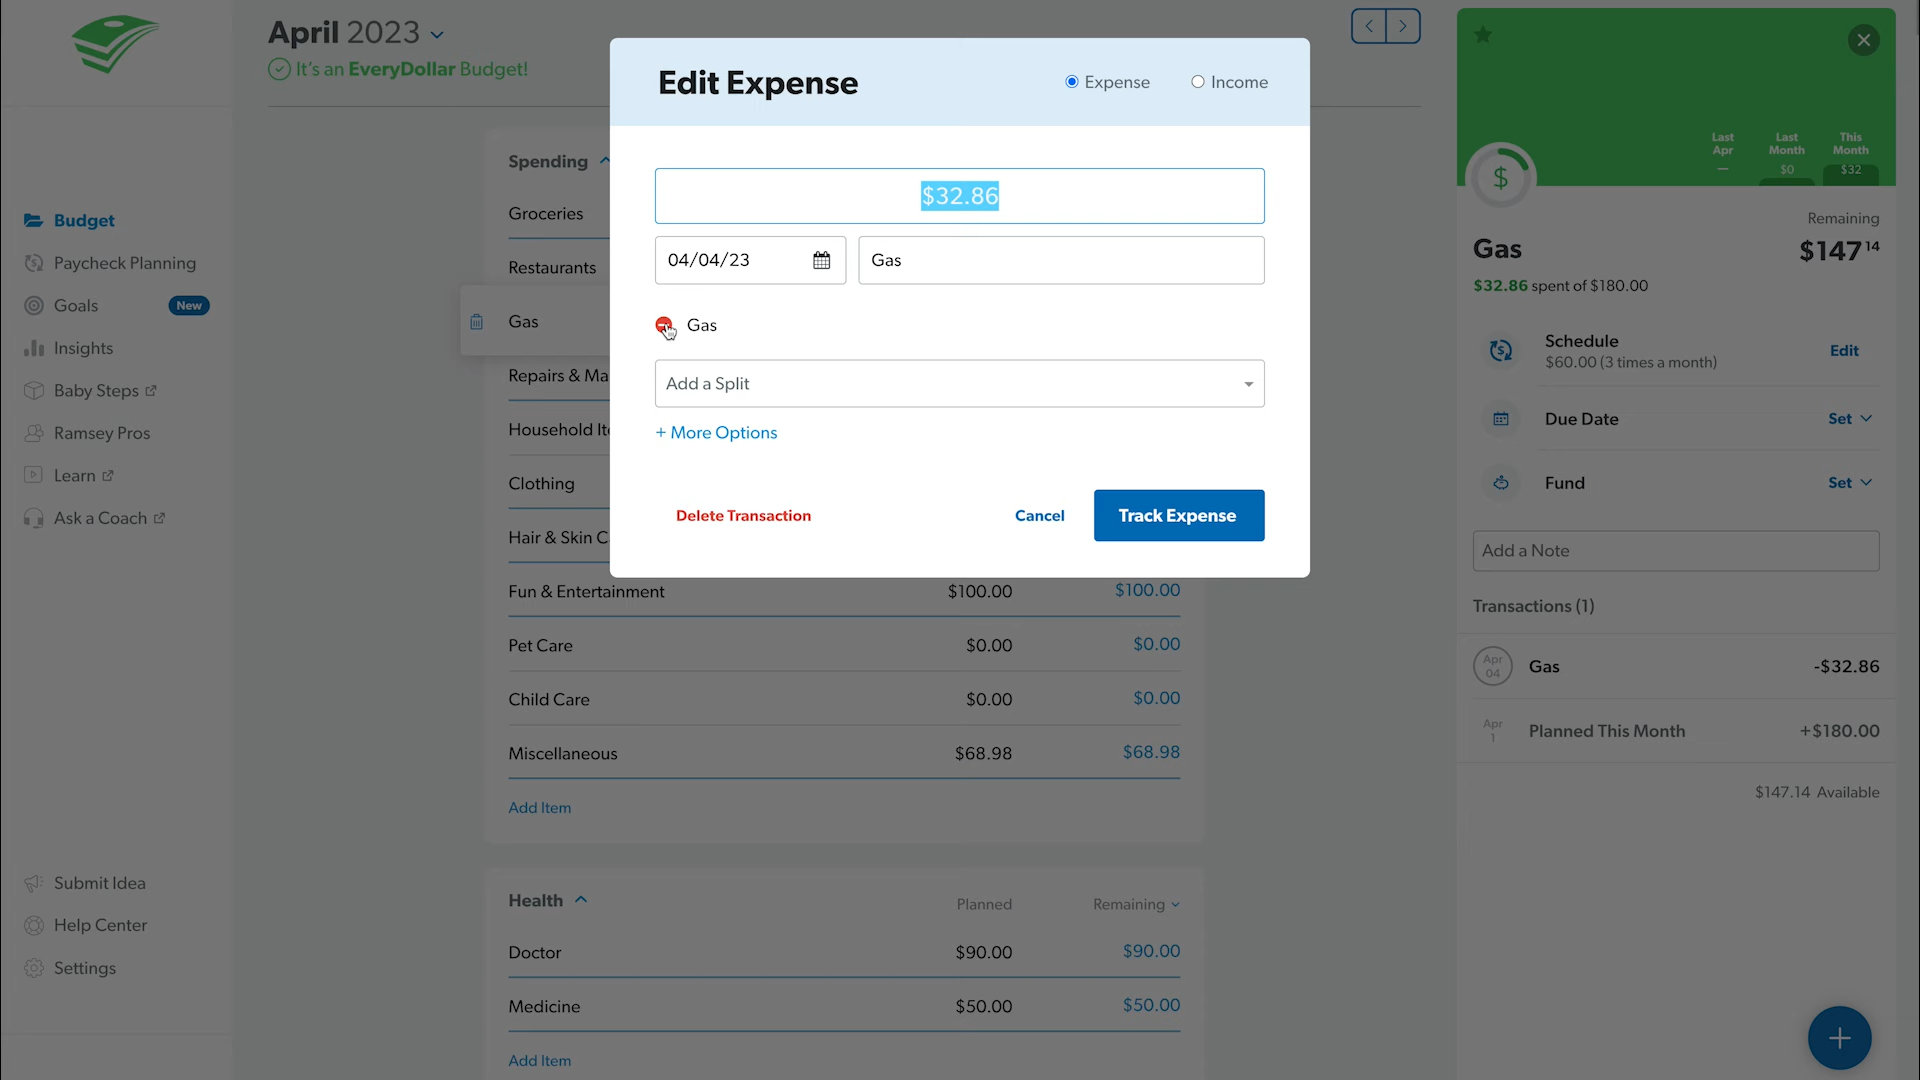 April 2023
It's an EveryDollar Budget!
Budget
Paycheck Planning
Goals New
Insights
Baby Steps
Ramsey Pros
Learn
Ask a Coach
Submit Idea
Help Center
Settings
Spending
Groceries
Restaurants
Gas
Repairs & Ma
Household Ite
Clothing
Hair & Skin C
Fun & Entertainment $100.00 $100.00
Pet Care $0.00 $0.00
Child Care $0.00 $0.00
Miscellaneous $68.98 $68.98
Add Item
Health Planned Remaining
Doctor $90.00 $90.00
Medicine $50.00 $50.00
Add Item
Edit Expense
Expense Income
$32.86
04/04/23 Gas
Gas
Add a Split
+ More Options
Delete Transaction Cancel Track Expense
Last Apr
—
Last Month
$0
This Month
$32
Remaining
Gas $147 14
$32.86 spent of $180.00
Schedule
$60.00 (3 times a month)
Edit
Due Date Set
Fund Set
Add a Note
Transactions (1)
Apr 04 Gas -$32.86
Apr 1 Planned This Month +$180.00
$147.14 Available